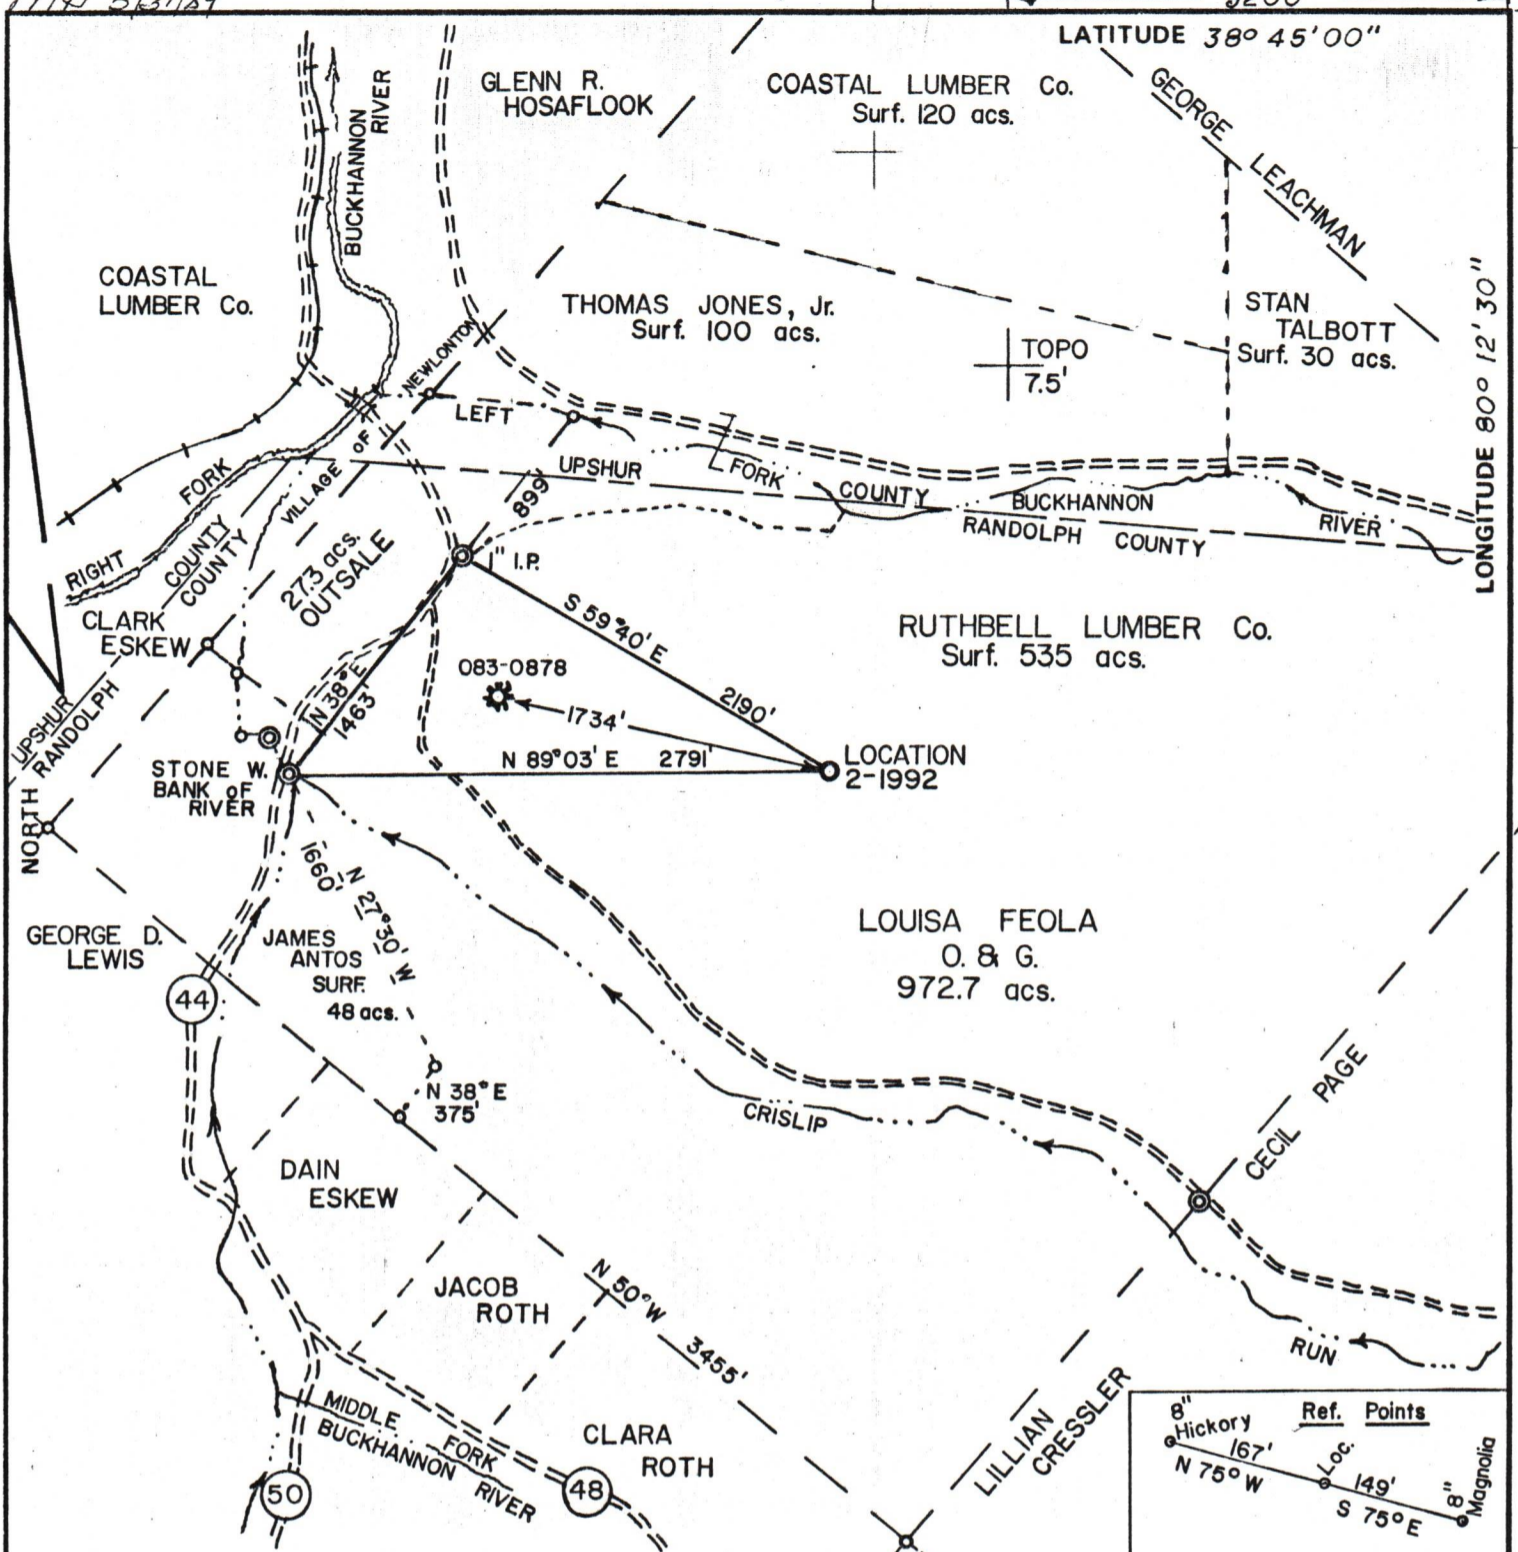 5/31/89
5200
LATITUDE 38° 45' 00"
GLENN R.
HOSAFLOOK
COASTAL LUMBER Co.
Surf. 120 acs.
GEORGE LEACHMAN
BUCKHANNON
RIVER
COASTAL
LUMBER Co.
THOMAS JONES, Jr.
Surf. 100 acs.
TOPO
7.5'
STAN
TALBOTT
Surf. 30 acs.
LONGITUDE 80° 12' 30"
VILLAGE OF NEWLONTON
LEFT
FORK
BUCKHANNON
RIVER
UPSHUR COUNTY
RANDOLPH COUNTY
RIGHT FORK
COUNTY
COUNTY
899'
1" I.P.
27.3 acs.
OUTSALE
CLARK
ESKEW
S 59°40' E
2190'
RUTHBELL LUMBER Co.
Surf. 535 acs.
083-0878
1734'
N 38° E
1463'
UPSHUR
RANDOLPH
N 89°03' E 2791'
LOCATION
2-1992
STONE W.
BANK OF
RIVER
NORTH
N 27°30' W
1660'
GEORGE D.
LEWIS
JAMES
ANTOS
SURF.
48 acs.
LOUISA FEOLA
O. & G.
972.7 acs.
44
N 38° E
375'
CRISLIP
RUN
CECIL PAGE
DAIN
ESKEW
JACOB
ROTH
N 50° W 3455'
MIDDLE FORK
BUCKHANNON RIVER
CLARA
ROTH
LILLIAN
CRESSLER
50
48
Ref. Points
8"
Hickory
167'
N 75° W
Loc.
149'
S 75° E
8"
Magnolia